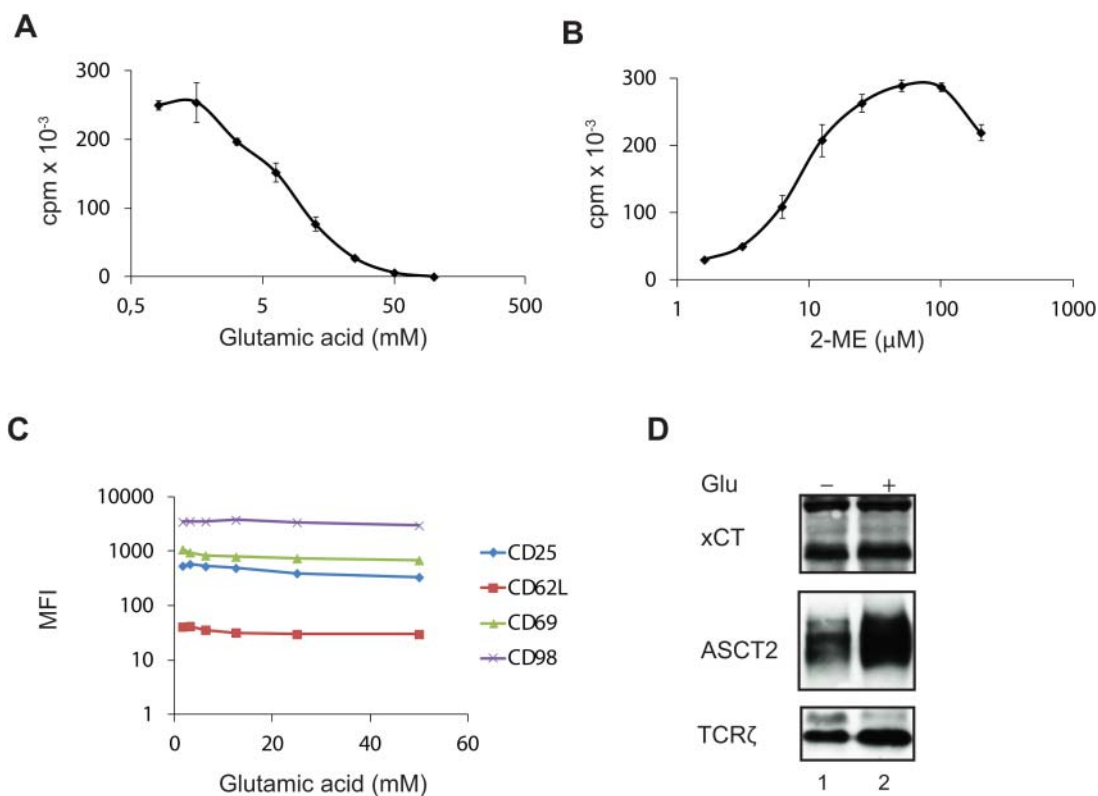 A
300
200
100
0
cpm x 10⁻³
0,5 5 50 500
Glutamic acid (mM)
B
300
200
100
0
cpm x 10⁻³
1 10 100 1000
2-ME (µM)
C
10000
1000
100
10
1
MFI
0 20 40 60
Glutamic acid (mM)
CD25
CD62L
CD69
CD98
D
Glu – +
xCT
ASCT2
TCRζ
1 2